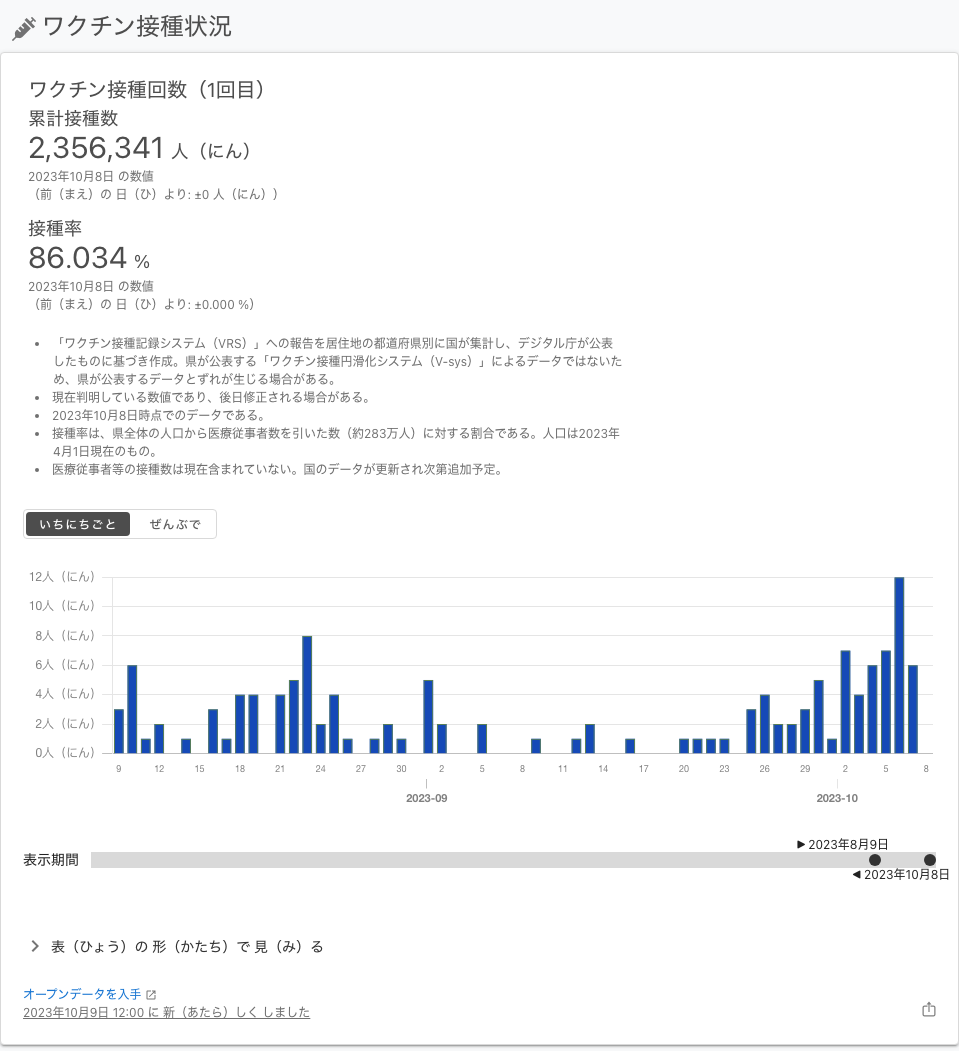 ワクチン接種状況
ワクチン接種回数（1回目）
累計接種数
2,356,341 人（にん）
2023年10月8日 の数値
（前（まえ）の 日（ひ）より: ±0 人（にん））
接種率
86.034 %
2023年10月8日 の数値
（前（まえ）の 日（ひ）より: ±0.000 %）
• 「ワクチン接種記録システム（VRS）」への報告を居住地の都道府県別に国が集計し、デジタル庁が公表
したものに基づき作成。県が公表する「ワクチン接種円滑化システム（V-sys）」によるデータではないた
め、県が公表するデータとずれが生じる場合がある。
• 現在判明している数値であり、後日修正される場合がある。
• 2023年10月8日時点でのデータである。
• 接種率は、県全体の人口から医療従事者数を引いた数（約283万人）に対する割合である。人口は2023年
4月1日現在のもの。
• 医療従事者等の接種数は現在含まれていない。国のデータが更新され次第追加予定。
いちにちごと ぜんぶで
12人（にん）
10人（にん）
8人（にん）
6人（にん）
4人（にん）
2人（にん）
0人（にん）
9 12 15 18 21 24 27 30 2 5 8 11 14 17 20 23 26 29 2 5 8
2023-09 2023-10
▶ 2023年8月9日
表示期間
◀ 2023年10月8日
表（ひょう）の 形（かたち）で 見（み）る
オープンデータを入手
2023年10月9日 12:00 に 新（あたら）しく しました